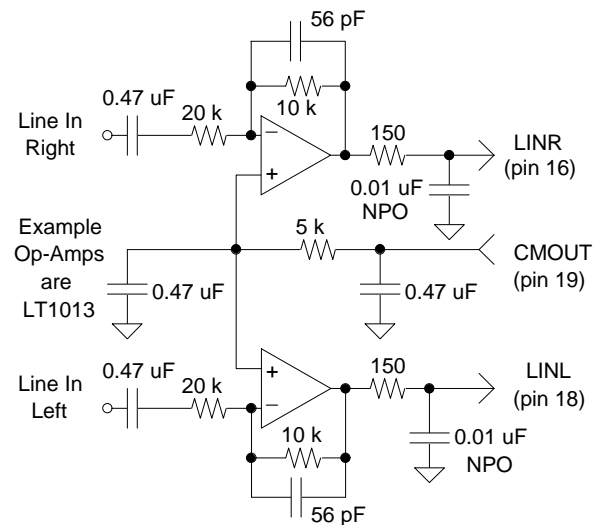 56 pF
0.47 uF
20 k
10 k
Line In
Right
150
LINR
(pin 16)
0.01 uF
NPO
Example
Op-Amps
are
LT1013
5 k
CMOUT
(pin 19)
0.47 uF
0.47 uF
0.47 uF
20 k
Line In
Left
150
LINL
(pin 18)
10 k
0.01 uF
NPO
56 pF